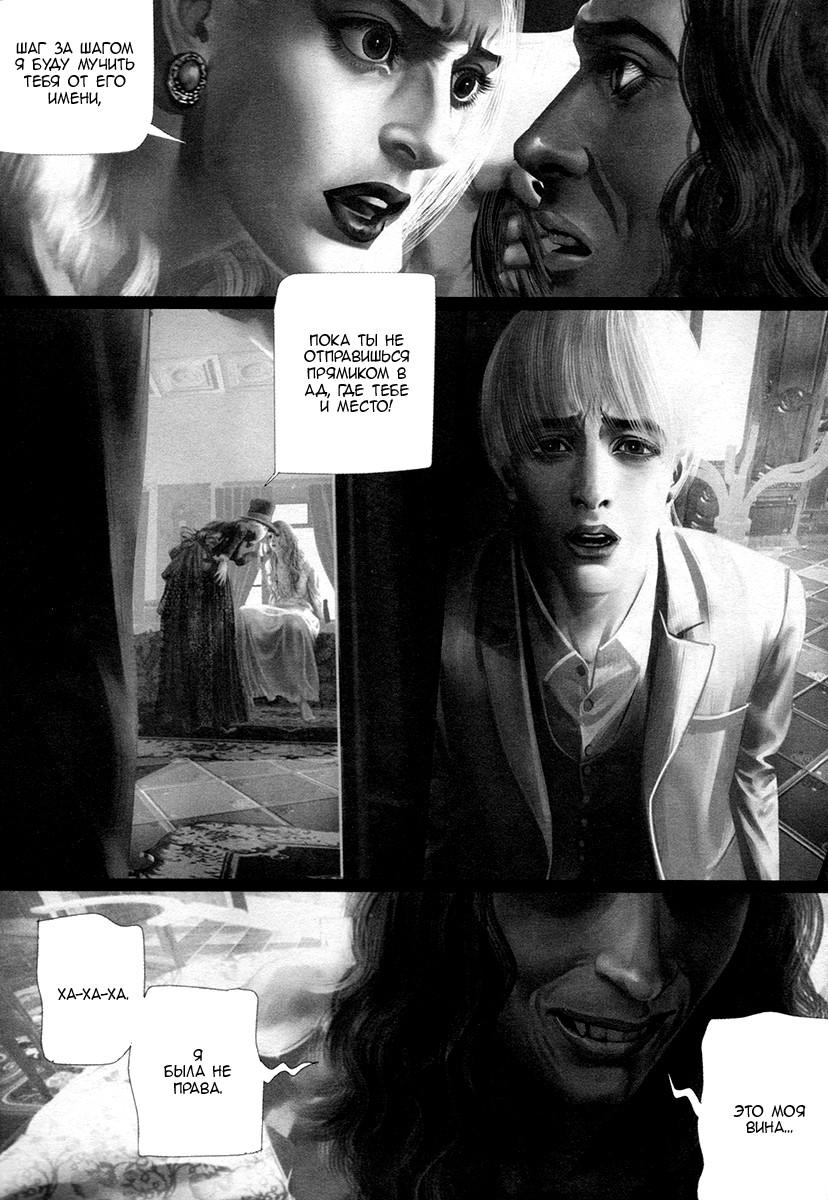 ШАГ ЗА ШАГОМ
Я БУДУ МУЧИТЬ
ТЕБЯ ОТ ЕГО
ИМЕНИ,
ПОКА ТЫ НЕ
ОТПРАВИШЬСЯ
ПРЯМИКОМ В
АД, ГДЕ ТЕБЕ
И МЕСТО!
ХА-ХА-ХА.
Я
БЫЛА НЕ
ПРАВА.
ЭТО МОЯ
ВИНА...